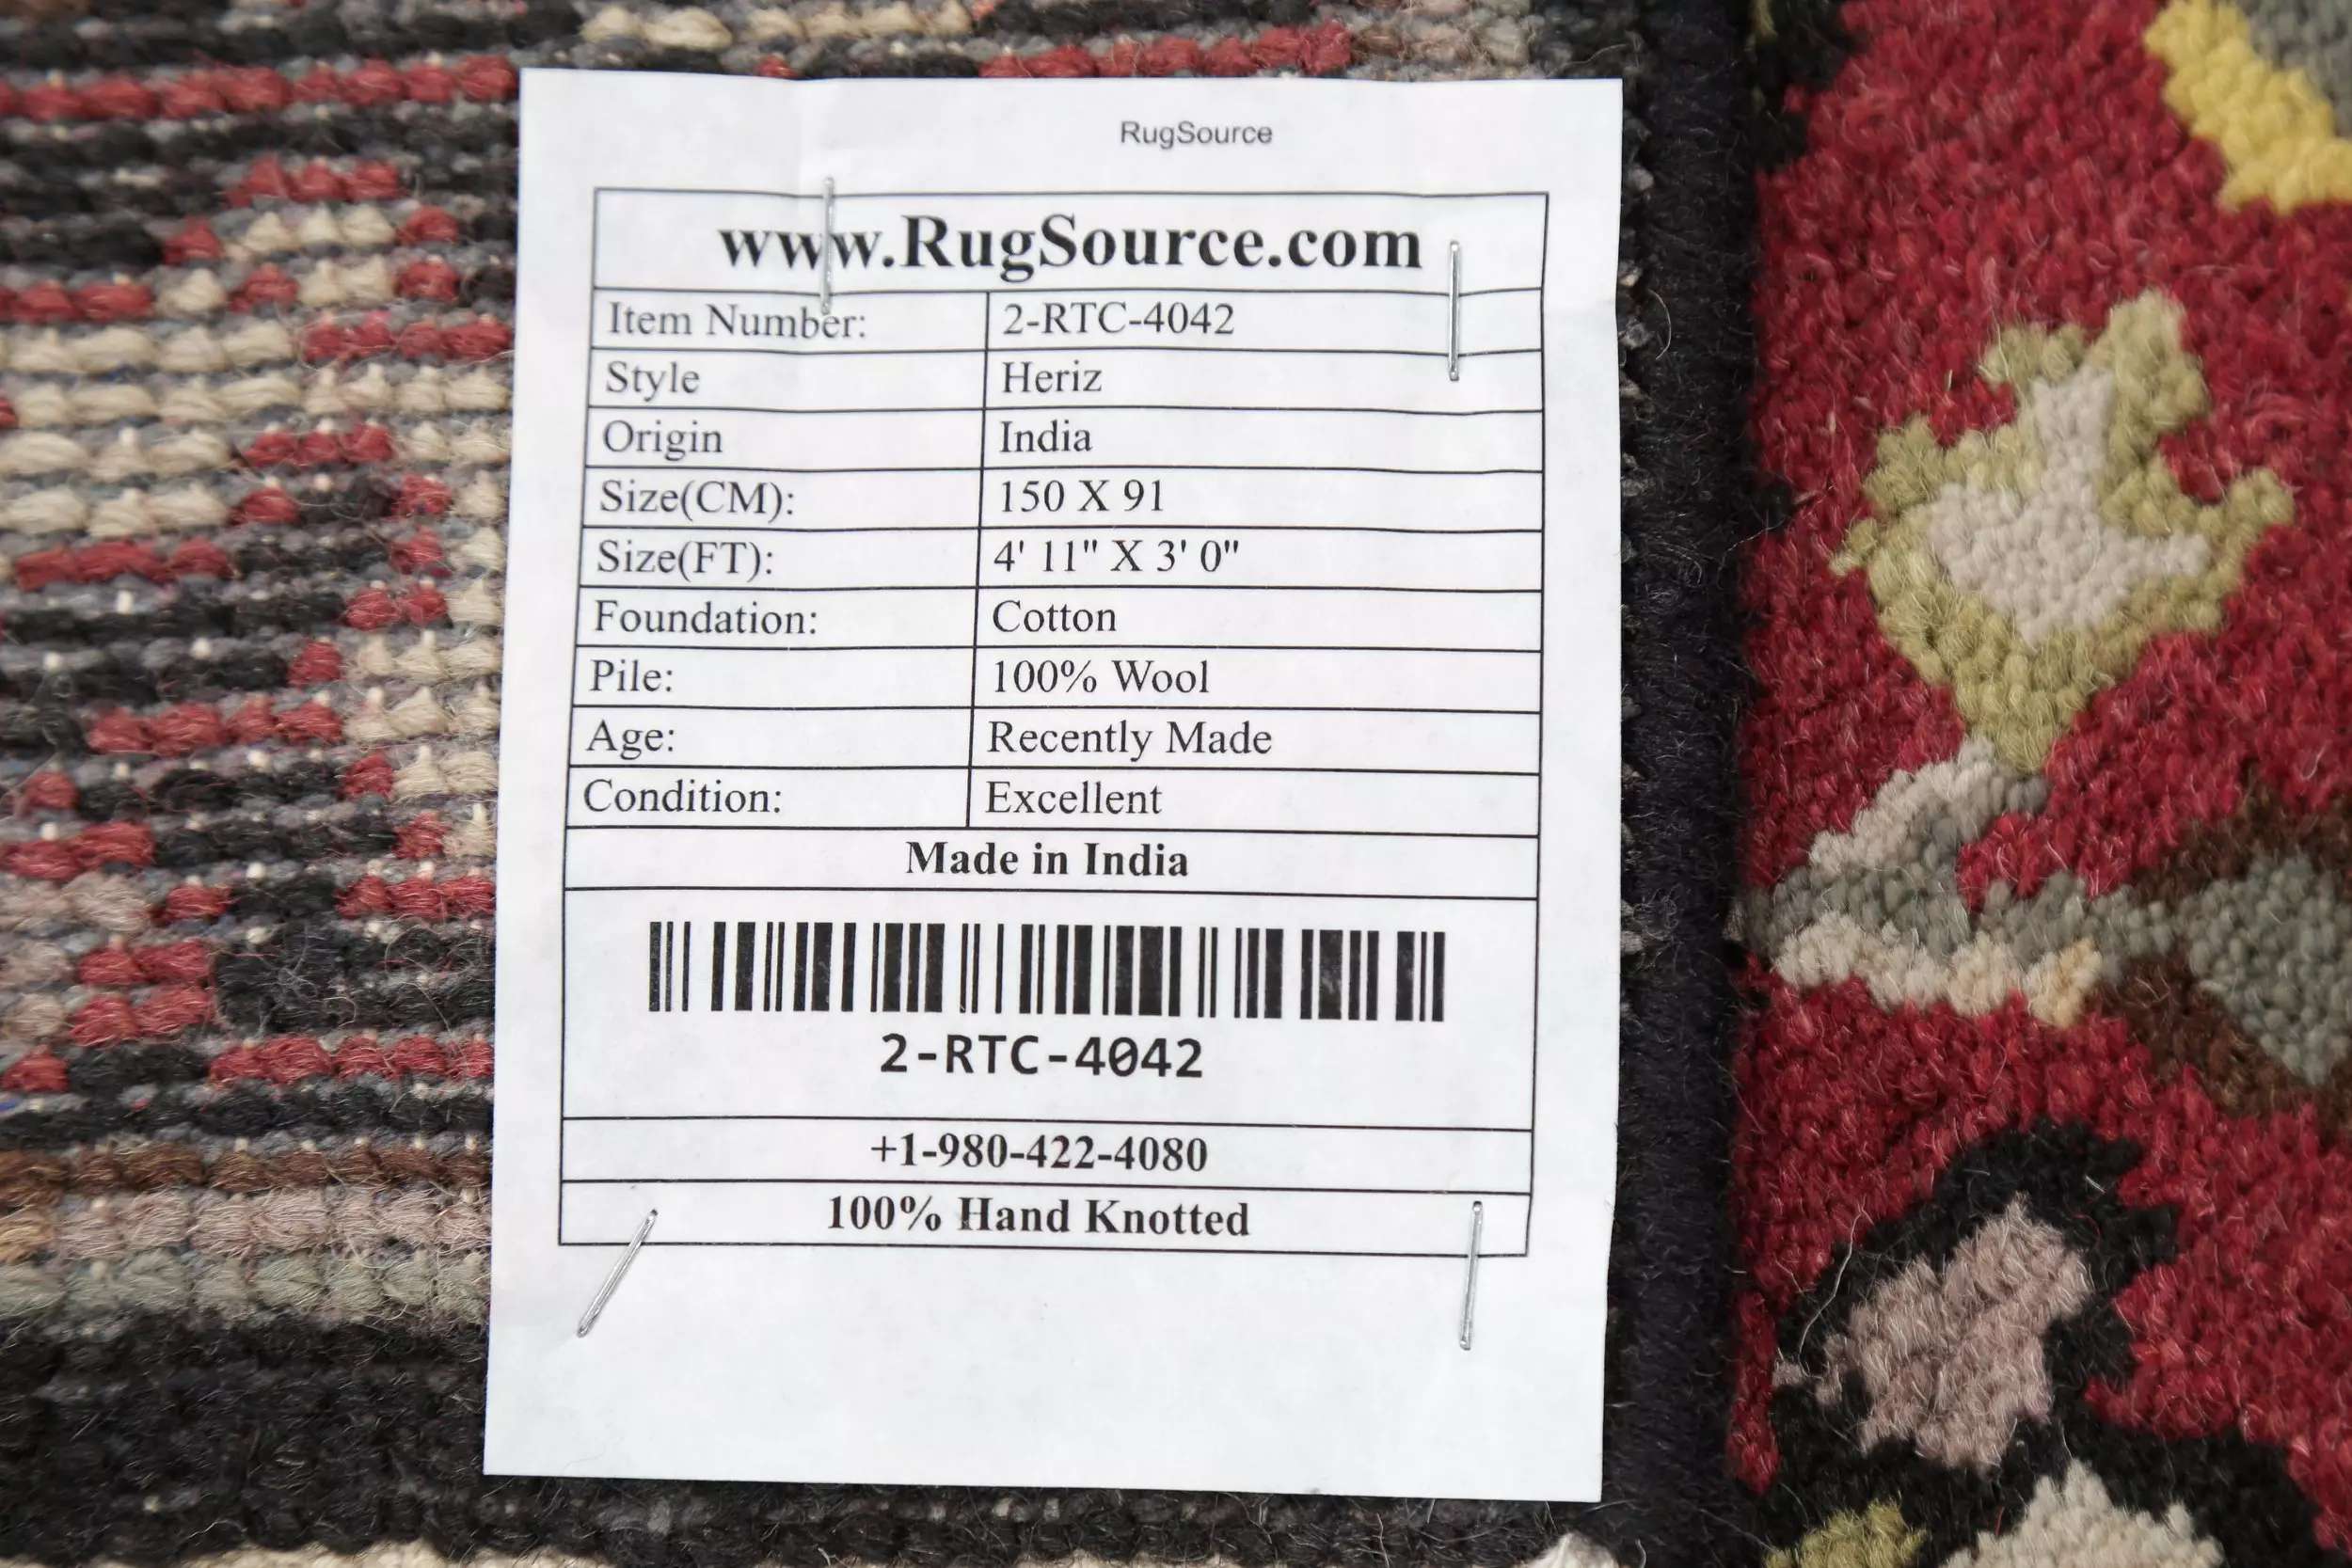 RugSource
www.RugSource.com
Item Number: 2-RTC-4042
Style Heriz
Origin India
Size(CM): 150 X 91
Size(FT): 4' 11" X 3' 0"
Foundation: Cotton
Pile: 100% Wool
Age: Recently Made
Condition: Excellent
Made in India
2-RTC-4042
+1-980-422-4080
100% Hand Knotted